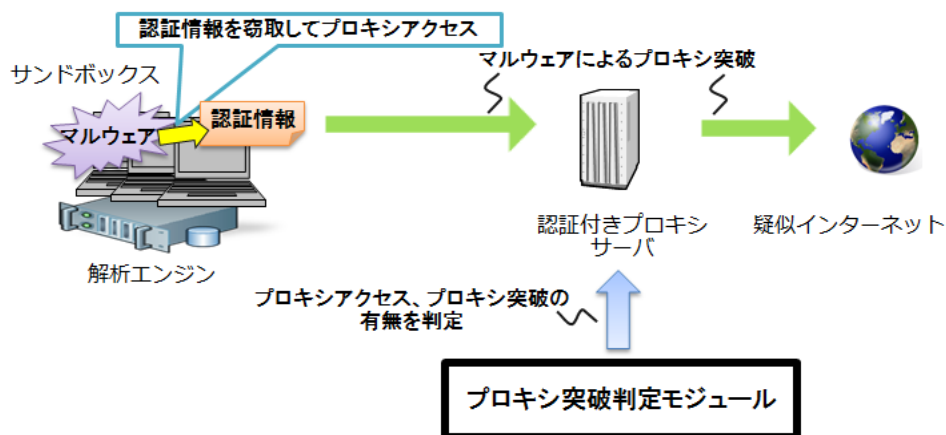 認証情報を窃取してプロキシアクセス
サンドボックス
マルウェアによるプロキシ突破
マルウェア
認証情報
認証付きプロキシ
サーバ
疑似インターネット
解析エンジン
プロキシアクセス、プロキシ突破の
有無を判定
プロキシ突破判定モジュール